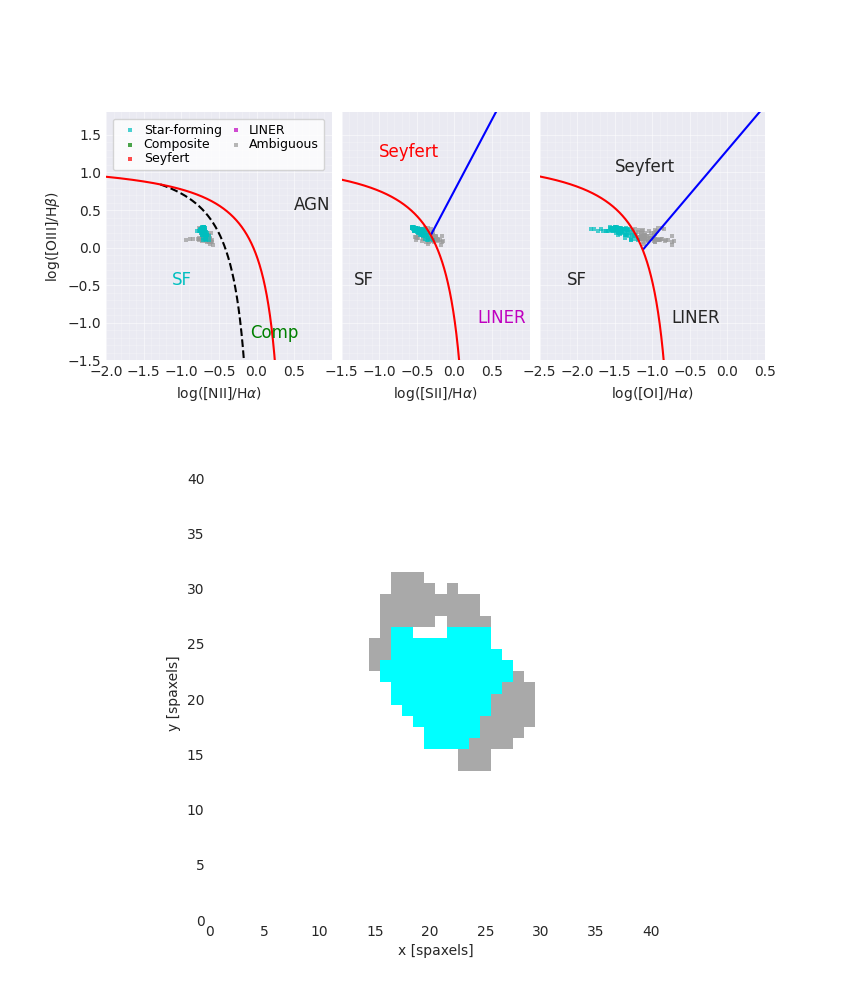 1.5
1.0
0.5
0.0
−0.5
−1.0
−1.5
log([OIII]/Hβ)
Star-forming
Composite
Seyfert
LINER
Ambiguous
AGN
SF
Comp
−2.0 −1.5 −1.0 −0.5 0.0 0.5
log([NII]/Hα)
Seyfert
SF
LINER
−1.5 −1.0 −0.5 0.0 0.5
log([SII]/Hα)
Seyfert
SF
LINER
−2.5 −2.0 −1.5 −1.0 −0.5 0.0 0.5
log([OI]/Hα)
40
35
30
25
20
15
10
5
0
y [spaxels]
0 5 10 15 20 25 30 35 40
x [spaxels]